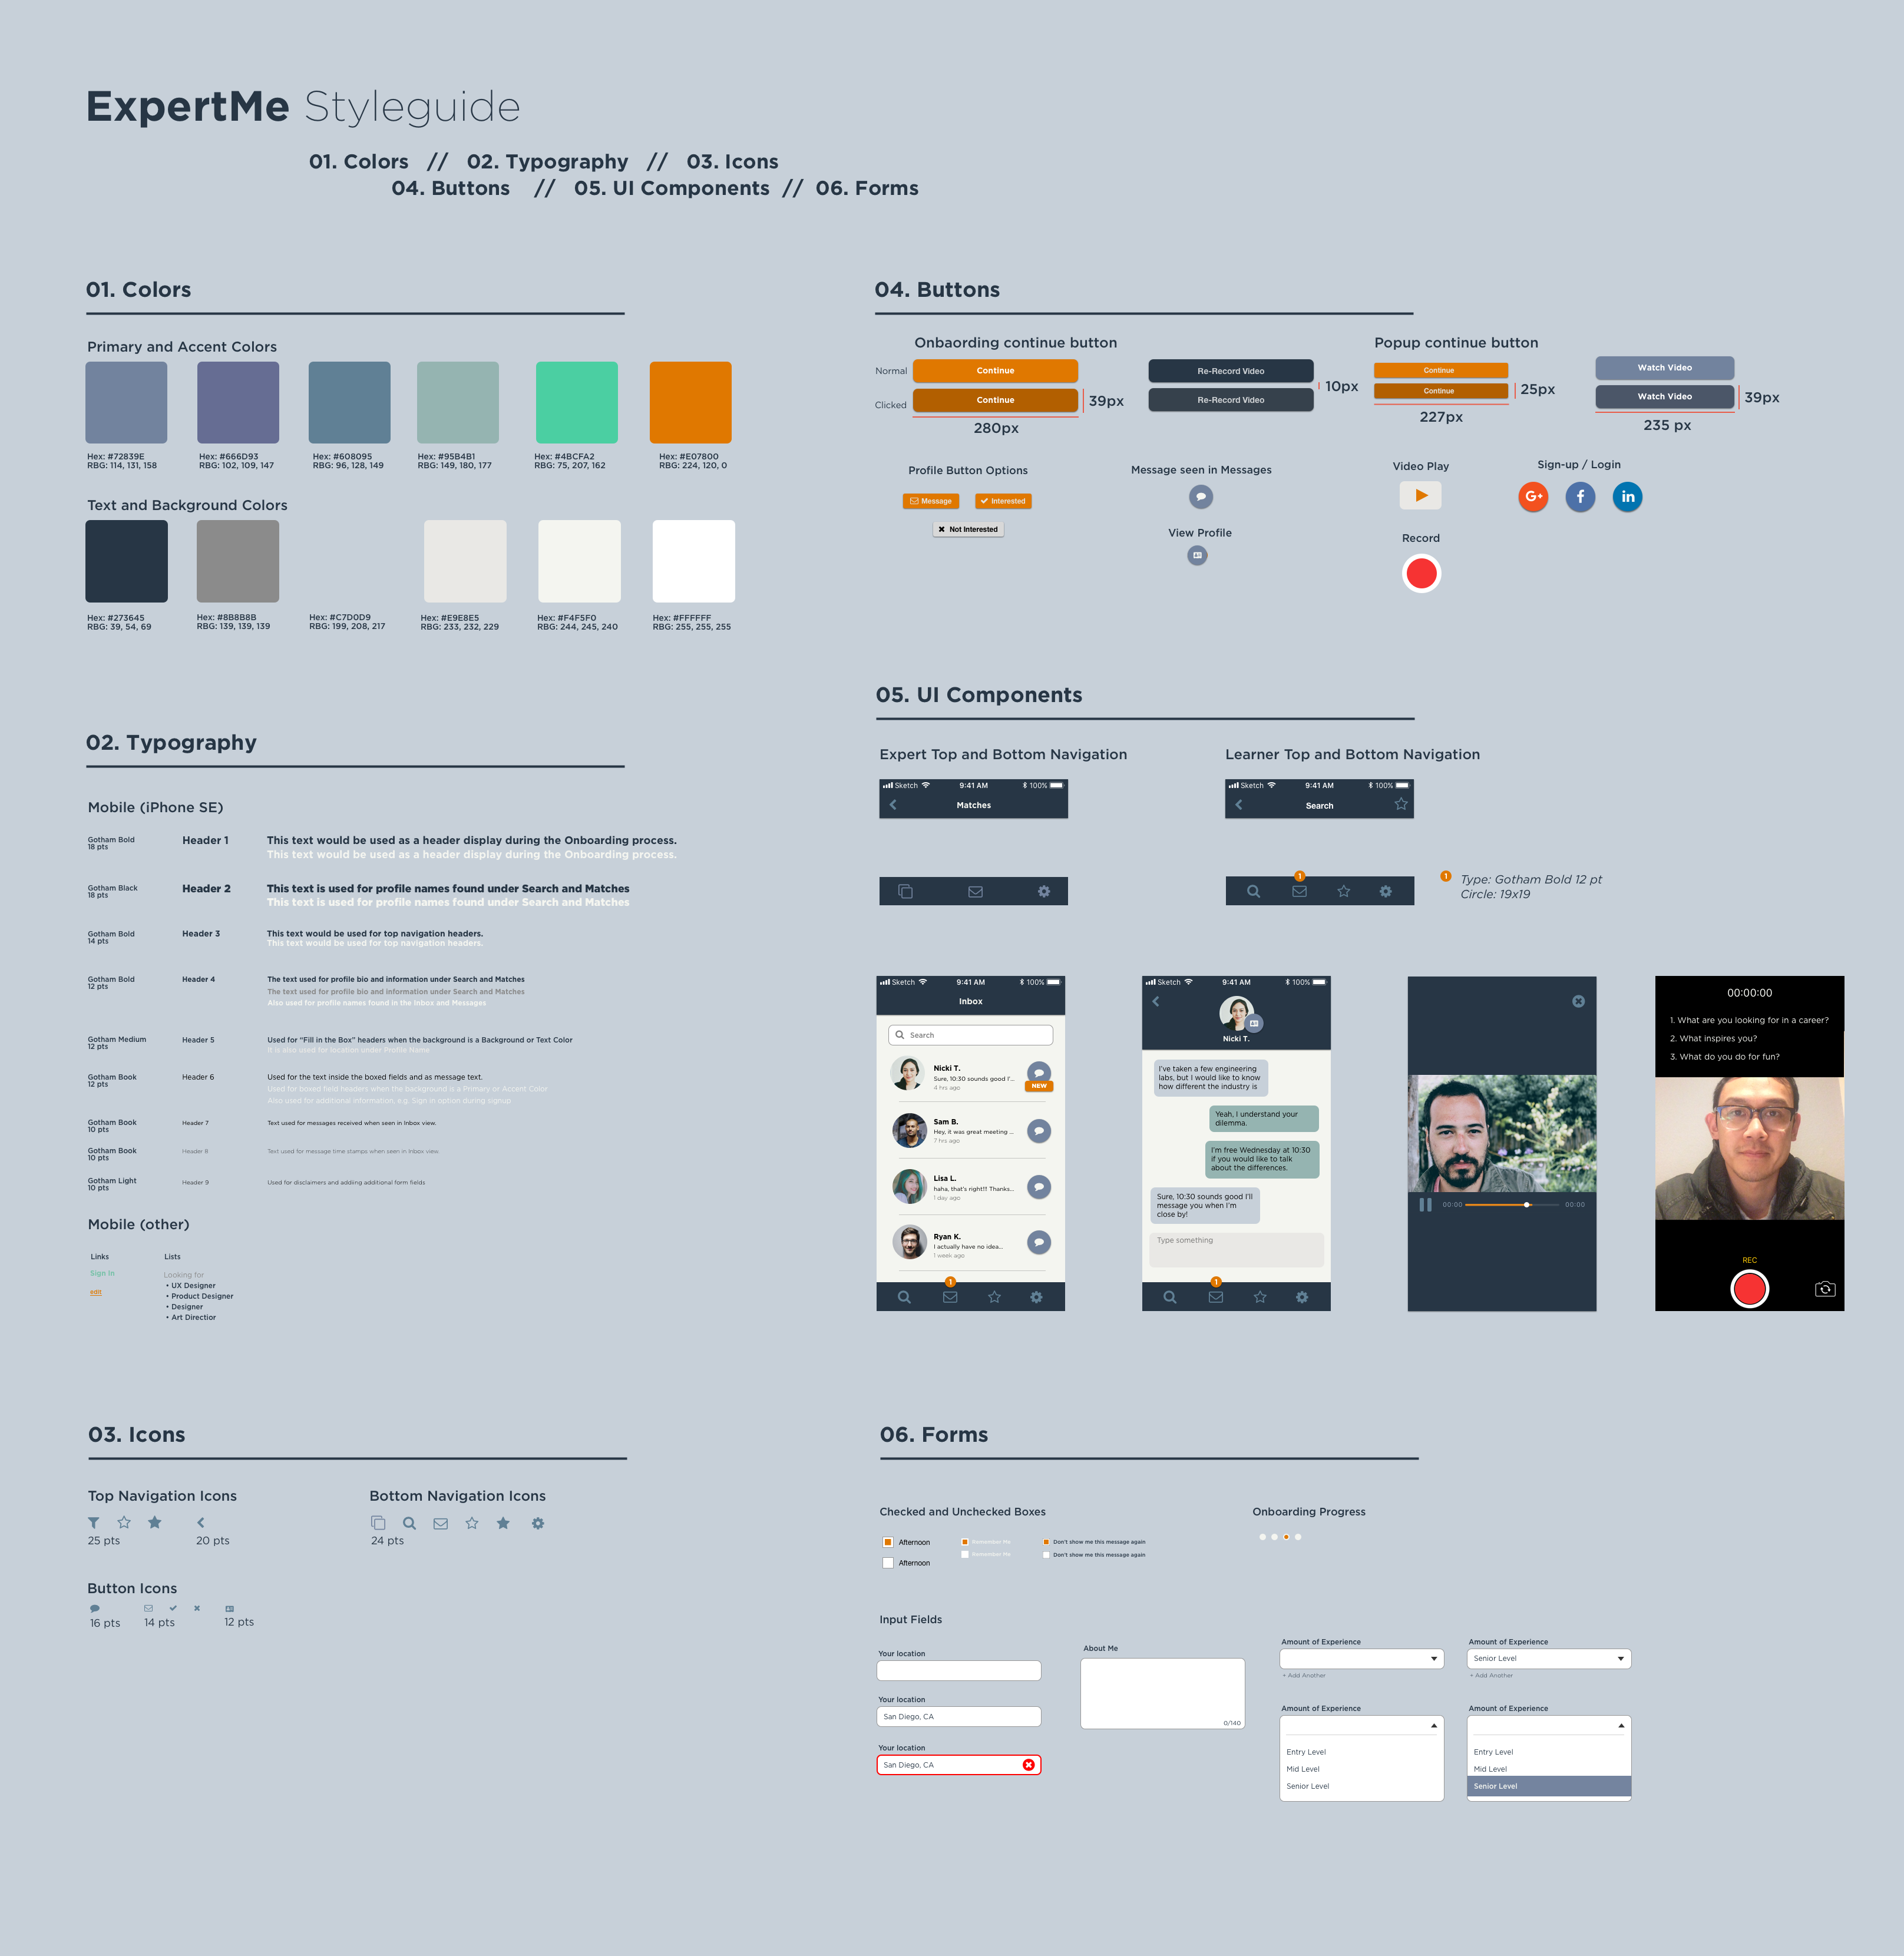 ExpertMe Styleguide
01. Colors // 02. Typography // 03. Icons
04. Buttons // 05. UI Components // 06. Forms
01. Colors
Primary and Accent Colors
Hex: #72839E
RBG: 114, 131, 158
Hex: #666D93
RBG: 102, 109, 147
Hex: #608095
RBG: 96, 128, 149
Hex: #95B4B1
RBG: 149, 180, 177
Hex: #4BCFA2
RBG: 75, 207, 162
Hex: #E07800
RBG: 224, 120, 0
Text and Background Colors
Hex: #273645
RBG: 39, 54, 69
Hex: #8B8B8B
RBG: 139, 139, 139
Hex: #C7D0D9
RBG: 199, 208, 217
Hex: #E9E8E5
RBG: 233, 232, 229
Hex: #F4F5F0
RBG: 244, 245, 240
Hex: #FFFFFF
RBG: 255, 255, 255
02. Typography
Mobile (iPhone SE)
Gotham Bold
18 pts
Header 1
This text would be used as a header display during the Onboarding process.
This text would be used as a header display during the Onboarding process.
Gotham Black
18 pts
Header 2
This text is used for profile names found under Search and Matches
This text is used for profile names found under Search and Matches
Gotham Bold
14 pts
Header 3
This text would be used for top navigation headers.
This text would be used for top navigation headers.
Gotham Bold
12 pts
Header 4
The text used for profile bio and information under Search and Matches
The text used for profile bio and information under Search and Matches
Also used for profile names found in the Inbox and Messages
Gotham Medium
12 pts
Header 5
Used for “Fill in the Box” headers when the background is a Background or Text Color
It is also used for location under Profile Name
Gotham Book
12 pts
Header 6
Used for the text inside the boxed fields and as message text.
Used for boxed field headers when the background is a Primary or Accent Color
Also used for additional information, e.g. Sign in option during signup
Gotham Book
10 pts
Header 7
Text used for messages received when seen in Inbox view.
Gotham Book
10 pts
Header 8
Text used for message time stamps when seen in Inbox view.
Gotham Light
10 pts
Header 9
Used for disclaimers and adding additional form fields
Mobile (other)
Links
Sign In
edit
Lists
Looking for
• UX Designer
• Product Designer
• Designer
• Art Directior
03. Icons
Top Navigation Icons
25 pts
20 pts
Bottom Navigation Icons
24 pts
Button Icons
16 pts
14 pts
12 pts
04. Buttons
Onbaording continue button
Normal
Continue
Clicked
Continue
39px
280px
Re-Record Video
Re-Record Video
10px
Popup continue button
Continue
Continue
25px
227px
Watch Video
Watch Video
39px
235 px
Profile Button Options
Message
Interested
Not Interested
Message seen in Messages
View Profile
Video Play
Record
Sign-up / Login
G+
f
in
05. UI Components
Expert Top and Bottom Navigation
Sketch 9:41 AM 100%
Matches
Learner Top and Bottom Navigation
Sketch 9:41 AM 100%
Search
1
1
Type: Gotham Bold 12 pt
Circle: 19x19
Sketch 9:41 AM 100%
Inbox
Search
Nicki T.
Sure, 10:30 sounds good I'...
4 hrs ago
NEW
Sam B.
Hey, it was great meeting ...
7 hrs ago
Lisa L.
haha, that's right!!! Thanks...
1 day ago
Ryan K.
I actually have no idea...
1 week ago
1
Sketch 9:41 AM 100%
Nicki T.
I've taken a few engineering
labs, but I would like to know
how different the industry is
Yeah, I understand your
dilemma.
I'm free Wednesday at 10:30
if you would like to talk
about the differences.
Sure, 10:30 sounds good I'll
message you when I'm
close by!
Type something
1
00:00
00:00
00:00:00
1. What are you looking for in a career?
2. What inspires you?
3. What do you do for fun?
REC
06. Forms
Checked and Unchecked Boxes
Afternoon
Afternoon
Remember Me
Remember Me
Don't show me this message again
Don't show me this message again
Onboarding Progress
Input Fields
Your location
Your location
San Diego, CA
Your location
San Diego, CA
About Me
0/140
Amount of Experience
+ Add Another
Amount of Experience
Senior Level
+ Add Another
Amount of Experience
Entry Level
Mid Level
Senior Level
Amount of Experience
Entry Level
Mid Level
Senior Level